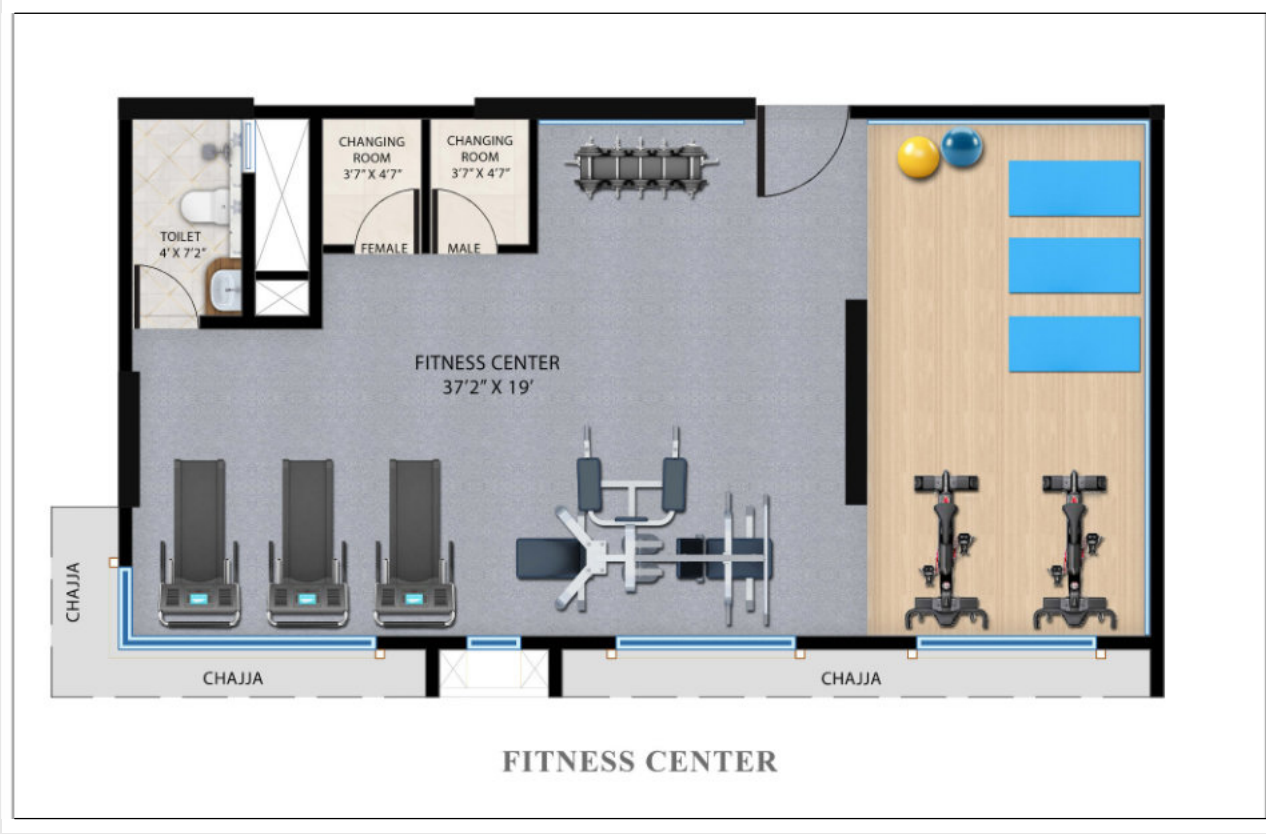 CHANGING
ROOM
3'7" X 4'7"
CHANGING
ROOM
3'7" X 4'7"
TOILET
4' X 7'2"
FEMALE
MALE
FITNESS CENTER
37'2" X 19'
CHAJJA
CHAJJA
CHAJJA
FITNESS CENTER